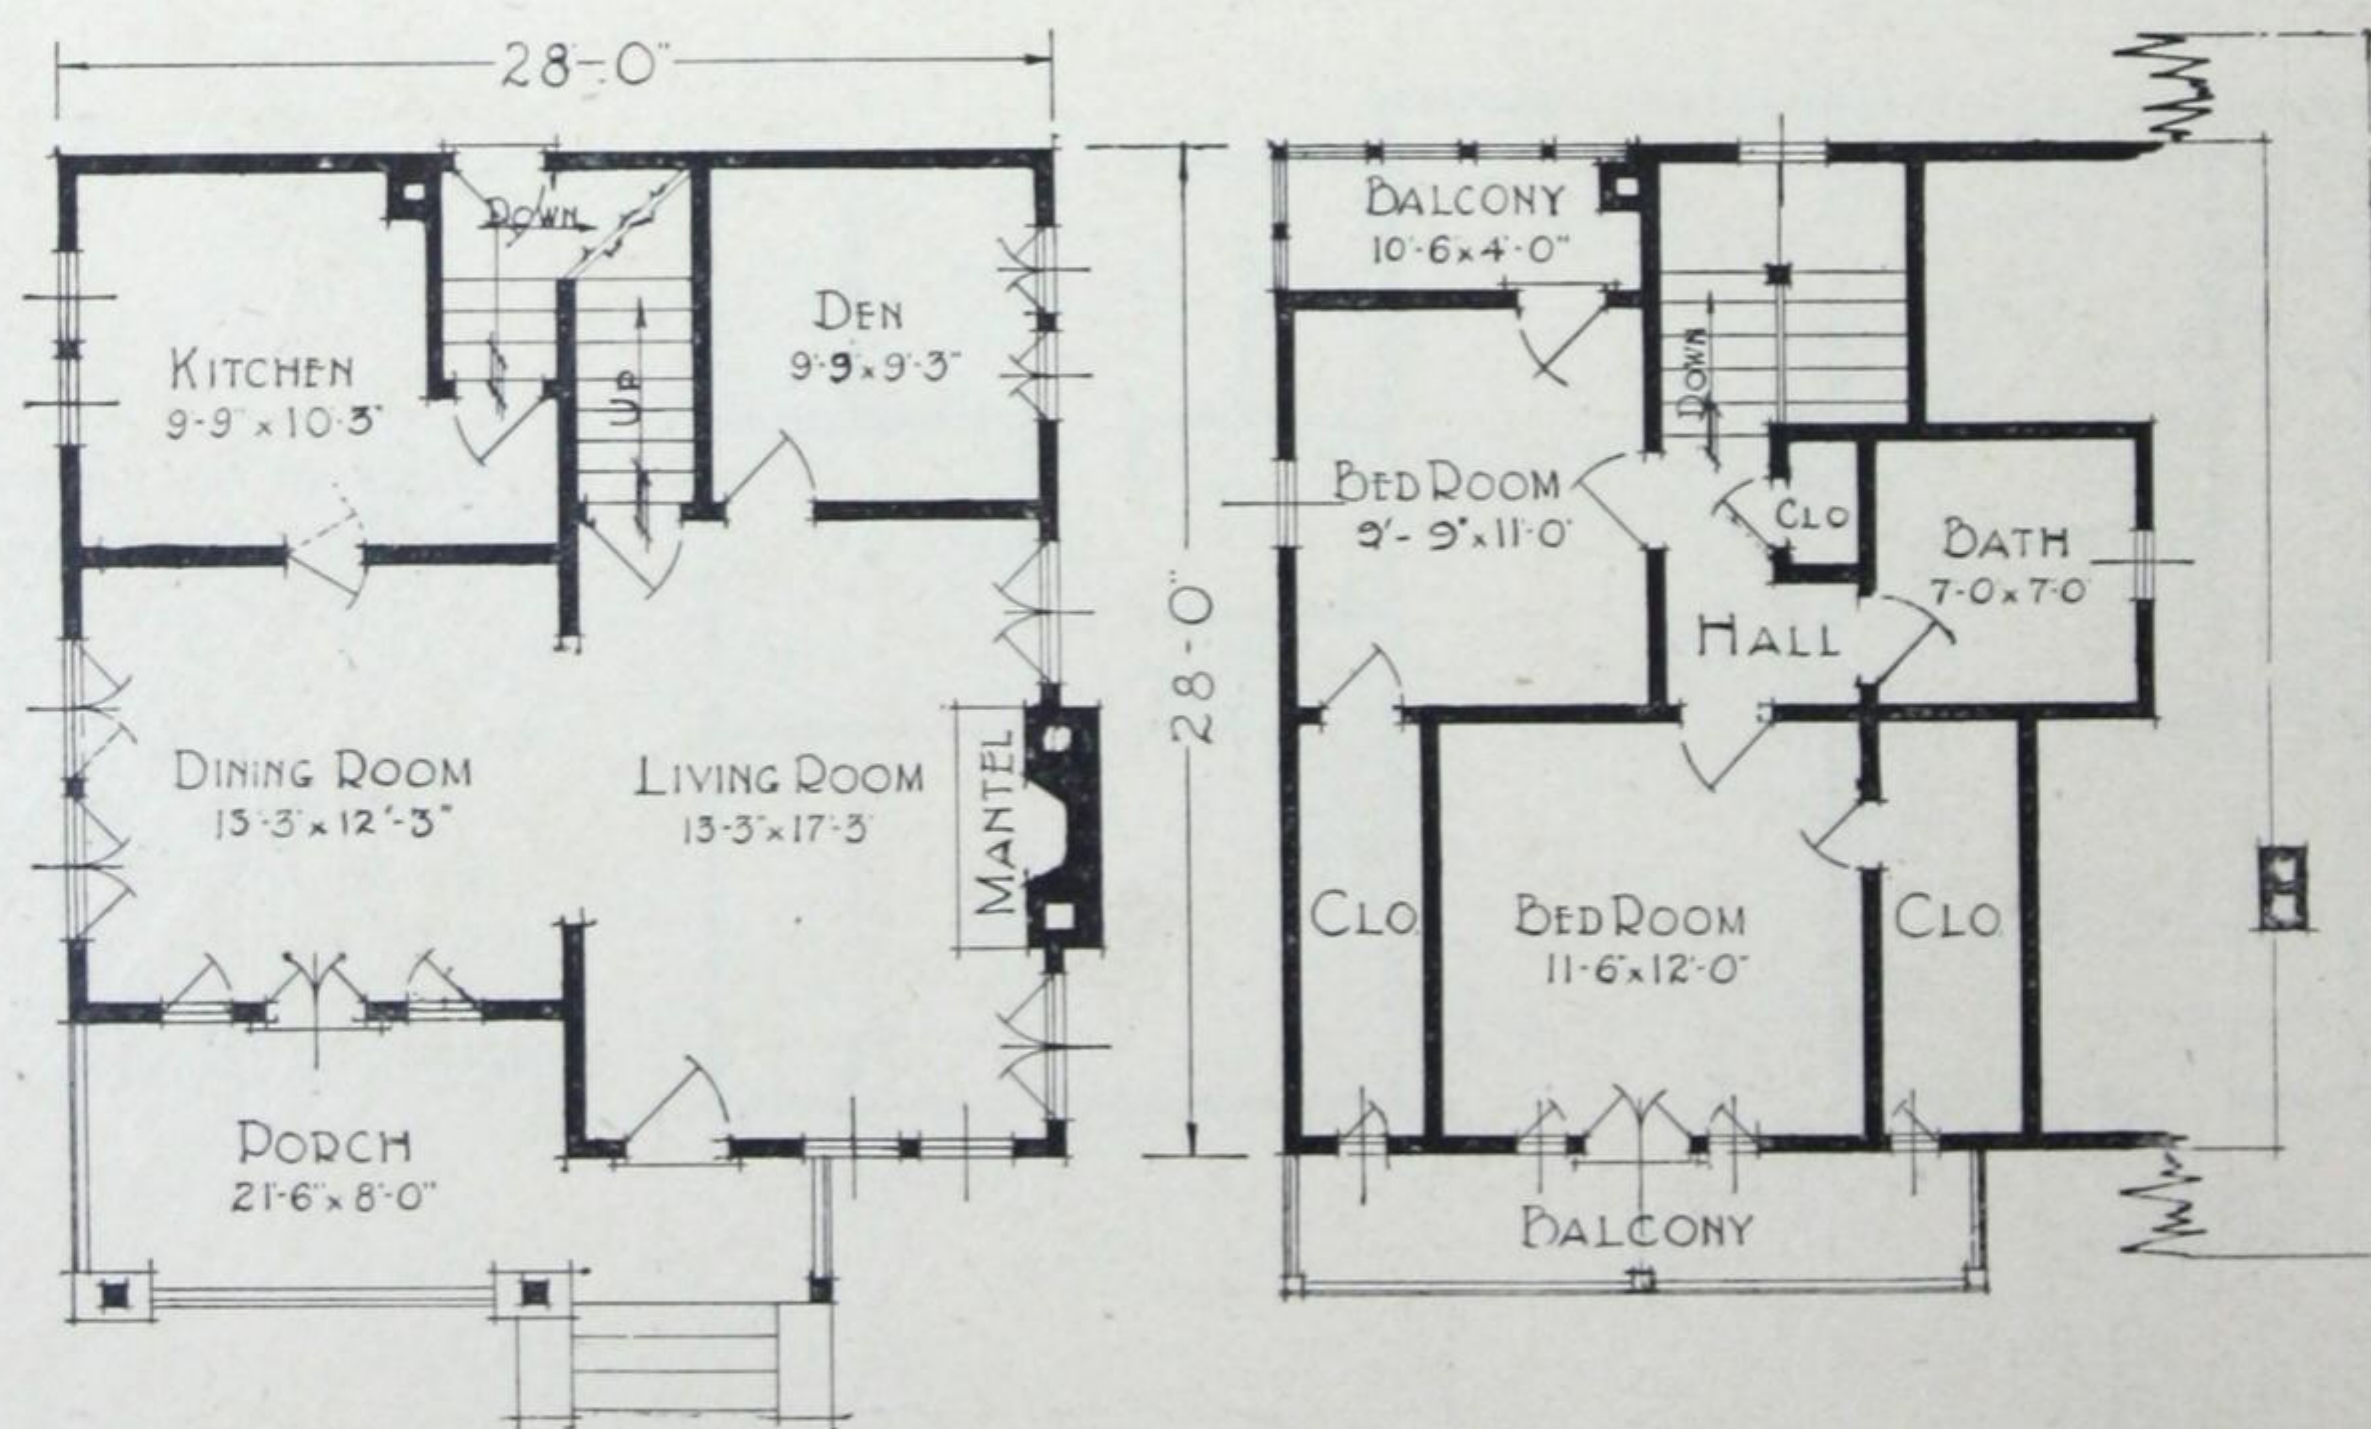 28'-0"
DOWN
KITCHEN
9-9" x 10-3"
UP
DEN
9'-9" x 9'-3"
DINING ROOM
13'-3" x 12'-3"
LIVING ROOM
13-3" x 17'-3"
MANTEL
PORCH
21'-6" x 8'-0"
28'-0"
BALCONY
10'-6" x 4'-0"
DOWN
BED ROOM
9'-9" x 11'-0"
CLO
BATH
7-0 x 7-0
HALL
CLO
BED ROOM
11-6" x 12'-0"
CLO.
BALCONY